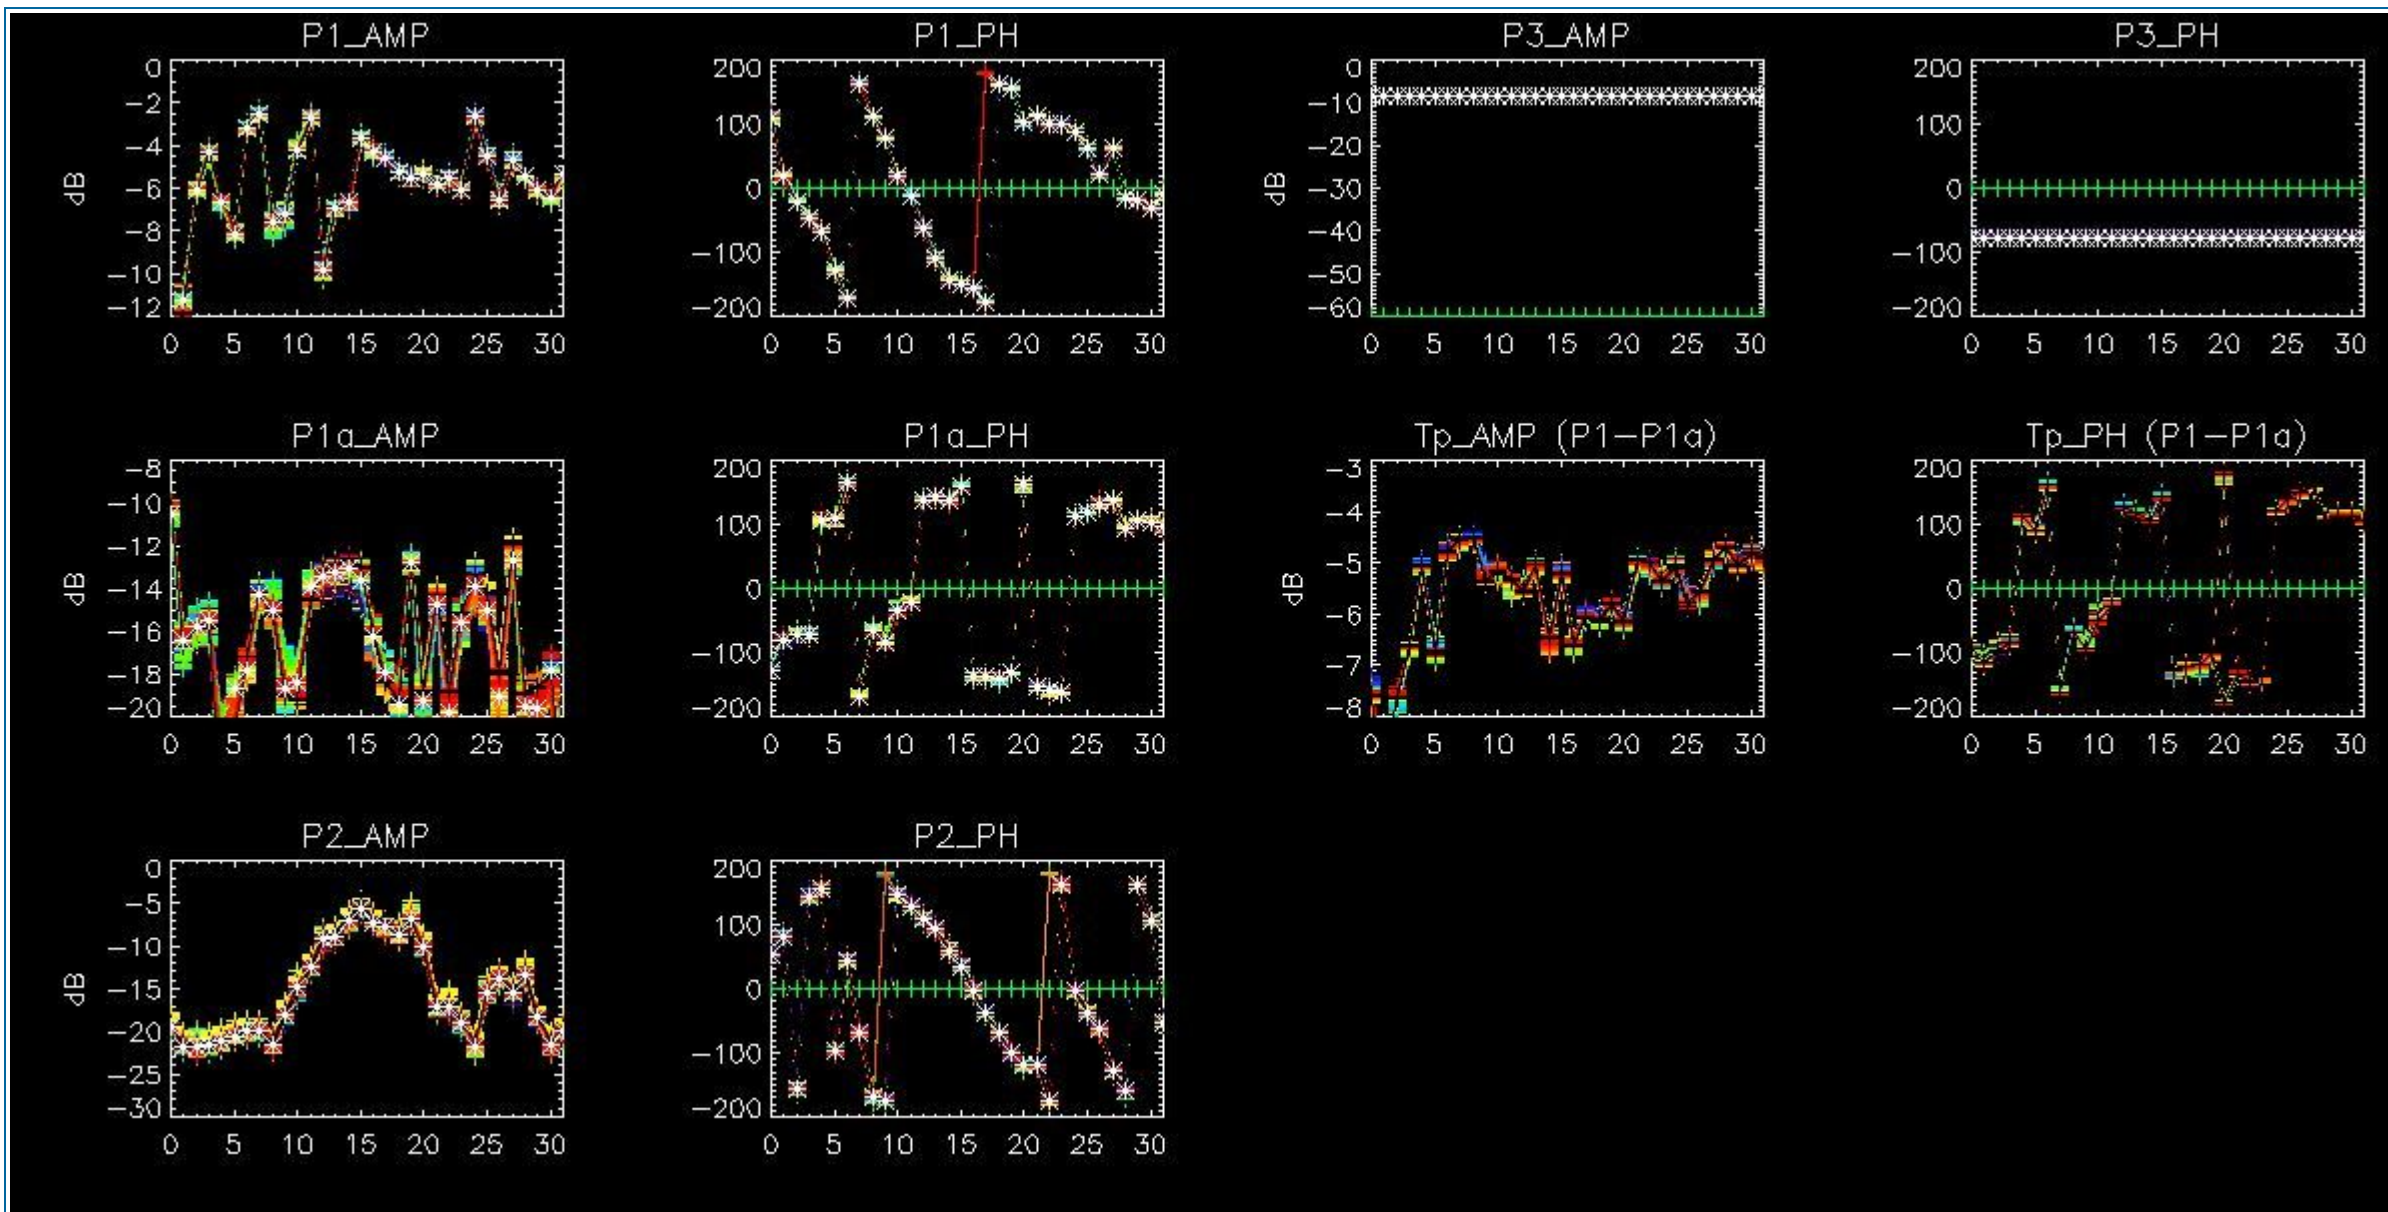 P1_AMP
0
−2
−4
−6
−8
−10
−12
dB
0 5 10 15 20 25 30
P1_PH
200
100
0
−100
−200
0 5 10 15 20 25 30
P3_AMP
0
−10
−20
−30
−40
−50
−60
dB
0 5 10 15 20 25 30
P3_PH
200
100
0
−100
−200
0 5 10 15 20 25 30
P1a_AMP
−8
−10
−12
−14
−16
−18
−20
dB
0 5 10 15 20 25 30
P1a_PH
200
100
0
−100
−200
0 5 10 15 20 25 30
Tp_AMP (P1−P1a)
−3
−4
−5
−6
−7
−8
dB
0 5 10 15 20 25 30
Tp_PH (P1−P1a)
200
100
0
−100
−200
0 5 10 15 20 25 30
P2_AMP
0
−5
−10
−15
−20
−25
−30
dB
0 5 10 15 20 25 30
P2_PH
200
100
0
−100
−200
0 5 10 15 20 25 30